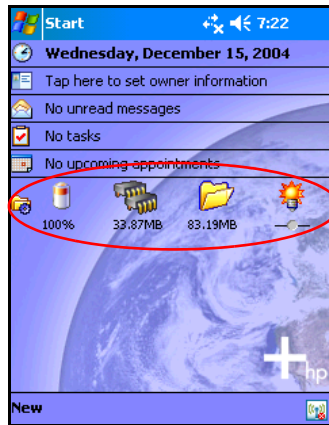 Start 7:22
Wednesday, December 15, 2004
Tap here to set owner information
No unread messages
No tasks
No upcoming appointments
100% 33.87MB 83.19MB
hp
New